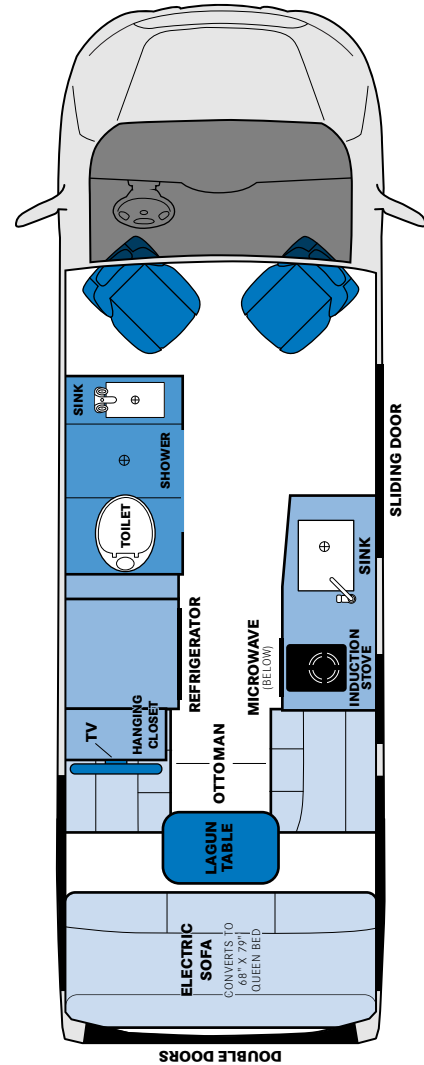 SINK
SHOWER
TOILET
SLIDING DOOR
SINK
REFRIGERATOR
MICROWAVE
(BELOW)
INDUCTION
STOVE
TV
HANGING
CLOSET
OTTOMAN
LAGUN
TABLE
ELECTRIC
SOFA
CONVERTS TO
68" X 79"
QUEEN BED
DOUBLE DOORS